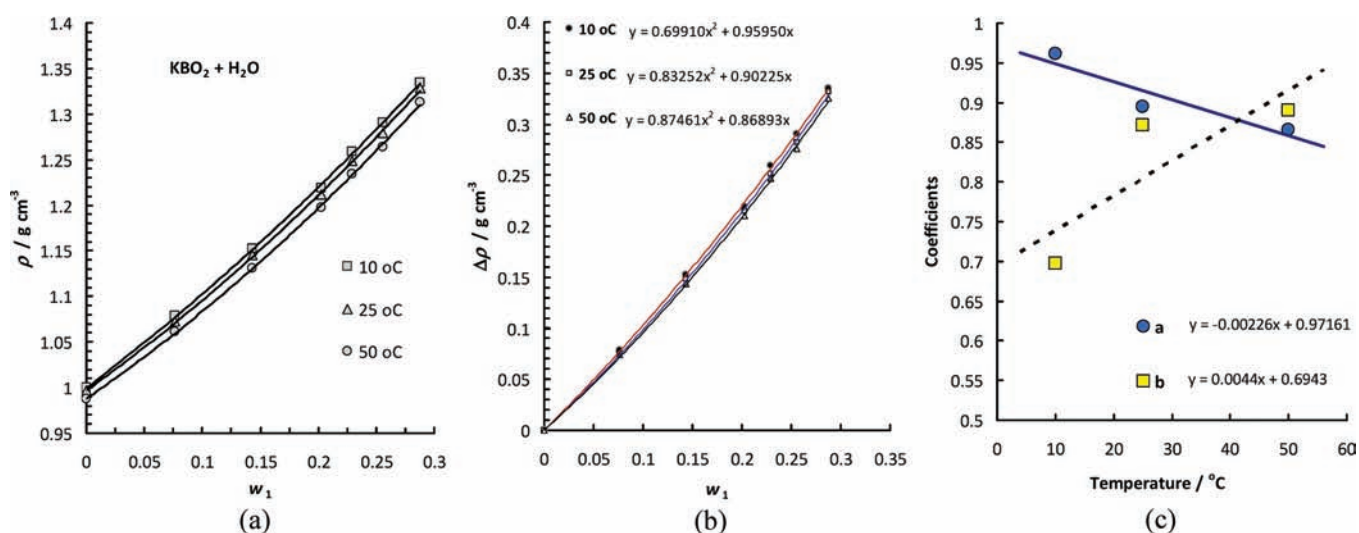 1.4
1.35
1.3
1.25
1.2
1.15
1.1
1.05
1
0.95
ρ / g cm-3
KBO2 + H2O
10 oC
25 oC
50 oC
0 0.05 0.1 0.15 0.2 0.25 0.3
w1
(a)
0.4
0.35
0.3
0.25
0.2
0.15
0.1
0.05
0
Δρ / g cm-3
10 oC y = 0.69910x2 + 0.95950x
25 oC y = 0.83252x2 + 0.90225x
50 oC y = 0.87461x2 + 0.86893x
0 0.05 0.1 0.15 0.2 0.25 0.3 0.35
w1
(b)
1
0.95
0.9
0.85
0.8
0.75
0.7
0.65
0.6
0.55
0.5
Coefficients
a y = -0.00226x + 0.97161
b y = 0.0044x + 0.6943
0 10 20 30 40 50 60
Temperature / oC
(c)